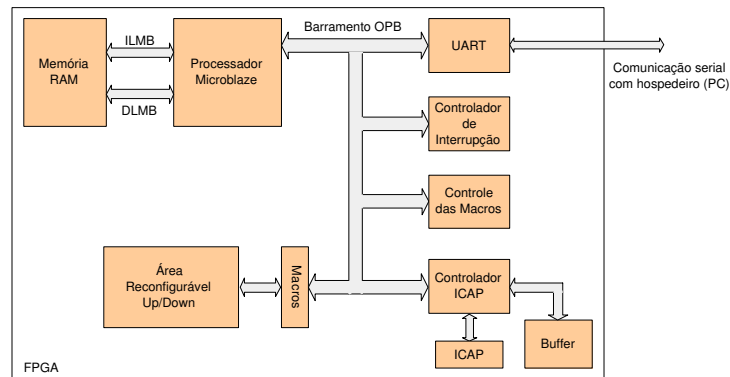 Barramento OPB
ILMB
Memória
RAM
Processador
Microblaze
UART
DLMB
Comunicação serial
com hospedeiro (PC)
Controlador
de
Interrupção
Controle
das Macros
Área
Reconfigurável
Up/Down
Macros
Controlador
ICAP
Buffer
ICAP
FPGA